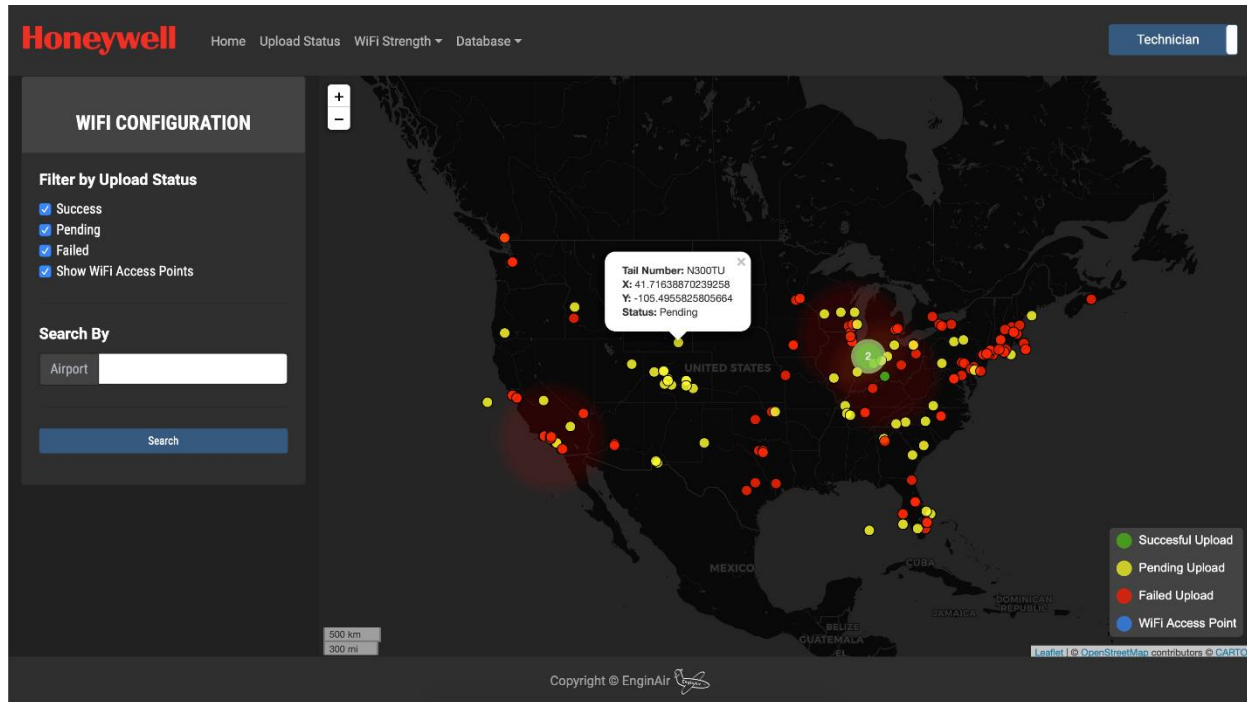 Honeywell
Home Upload Status WiFi Strength Database
Technician
WIFI CONFIGURATION
Filter by Upload Status
Success
Pending
Failed
Show WiFi Access Points
Search By
Airport
Search
+
−
Tail Number: N300TU
X: 41.71638870239258
Y: -105.4955825805664
Status: Pending
×
UNITED STATES
2
MEXICO
CUBA
DOMINICAN
REPUBLIC
JAMAICA
BELIZE
GUATEMALA
EL
500 km
300 mi
Succesful Upload
Pending Upload
Failed Upload
WiFi Access Point
Leaflet | © OpenStreetMap contributors © CARTO
Copyright © EnginAir